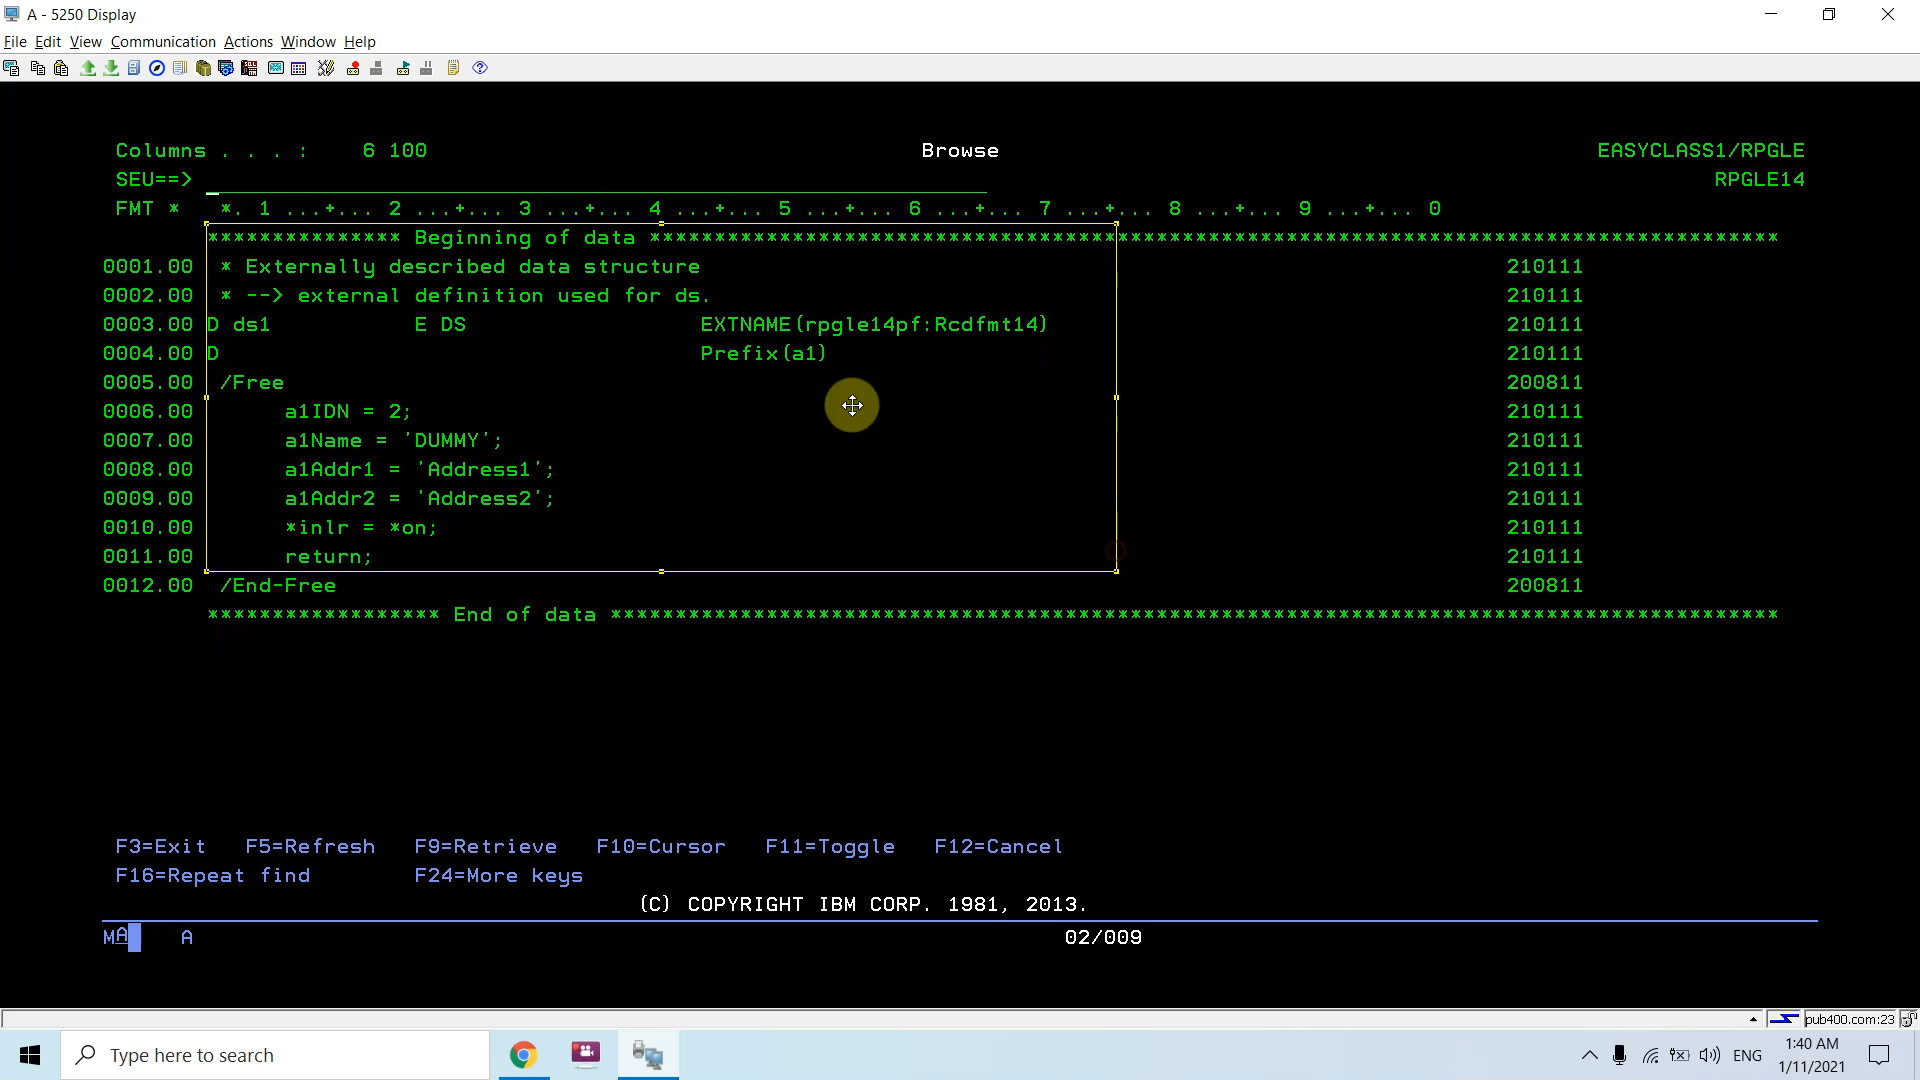 A - 5250 Display
File Edit View Communication Actions Window Help
Columns . . . :    6 100                                      Browse                                              EASYCLASS1/RPGLE
SEU==>                                                                                                                     RPGLE14
FMT *   *. 1 ...+... 2 ...+... 3 ...+... 4 ...+... 5 ...+... 6 ...+... 7 ...+... 8 ...+... 9 ...+... 0
*************** Beginning of data ***************************************************************************************
0001.00  * Externally described data structure                                                              210111
0002.00  * --> external definition used for ds.                                                             210111
0003.00 D ds1           E DS                  EXTNAME(rpgle14pf:Rcdfmt14)                                   210111
0004.00 D                                     Prefix(a1)                                                    210111
0005.00  /Free                                                                                              200811
0006.00       a1IDN = 2;                                                                                    210111
0007.00       a1Name = 'DUMMY';                                                                             210111
0008.00       a1Addr1 = 'Address1';                                                                         210111
0009.00       a1Addr2 = 'Address2';                                                                         210111
0010.00       *inlr = *on;                                                                                  210111
0011.00       return;                                                                                       210111
0012.00  /End-Free                                                                                          200811
****************** End of data ******************************************************************************************
F3=Exit   F5=Refresh   F9=Retrieve   F10=Cursor   F11=Toggle   F12=Cancel
F16=Repeat find        F24=More keys
(C) COPYRIGHT IBM CORP. 1981, 2013.
MA    A    02/009
pub400.com:23
Type here to search
ENG
1:40 AM
1/11/2021